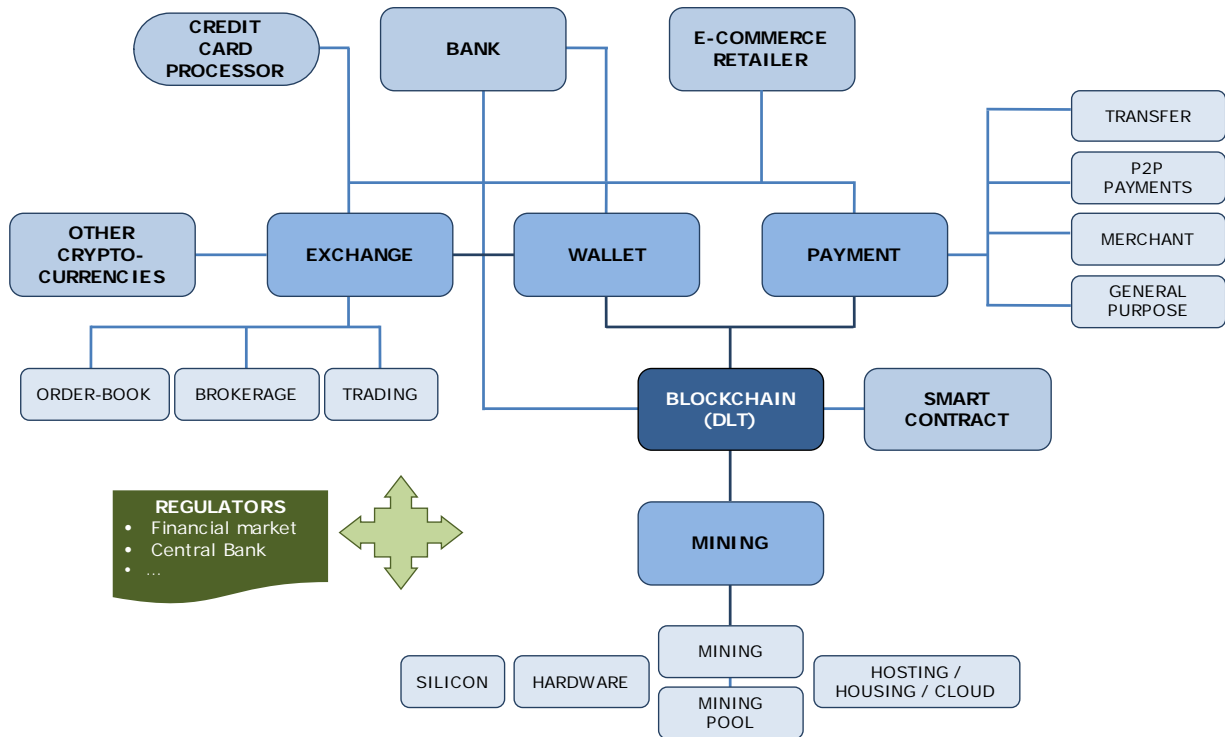 CREDIT
CARD
PROCESSOR
BANK
E-COMMERCE
RETAILER
TRANSFER
P2P
PAYMENTS
MERCHANT
GENERAL
PURPOSE
OTHER
CRYPTO-
CURRENCIES
EXCHANGE
WALLET
PAYMENT
ORDER-BOOK
BROKERAGE
TRADING
BLOCKCHAIN
(DLT)
SMART
CONTRACT
REGULATORS
• Financial market
• Central Bank
• ...
MINING
SILICON
HARDWARE
MINING
MINING
POOL
HOSTING /
HOUSING / CLOUD